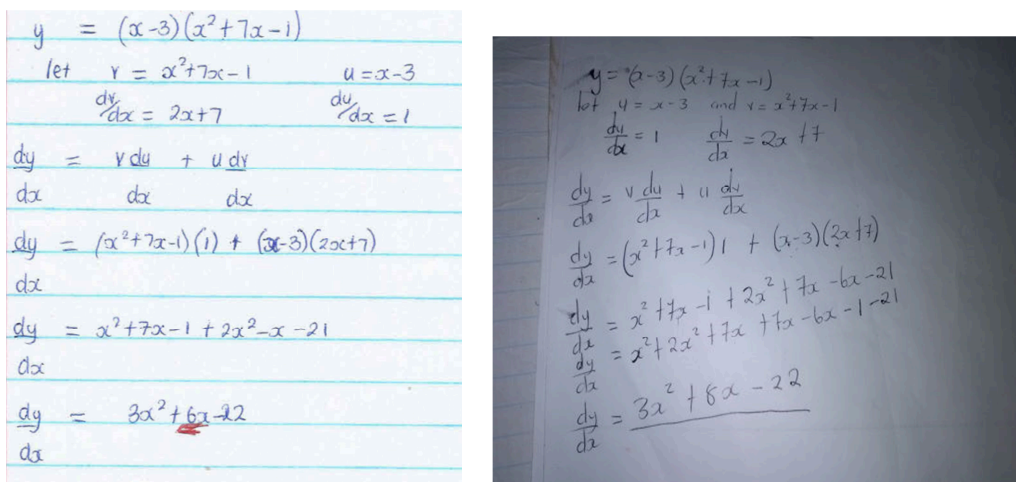 y = (x-3)(x²+7x-1)
let v = x²+7x-1 u = x-3
dv/dx = 2x+7 du/dx = 1
dy/dx = v du/dx + u dv/dx
dy/dx = (x²+7x-1)(1) + (x-3)(2x+7)
dy/dx = x²+7x-1 + 2x²-x-21
dy/dx = 3x²+6x-22
y = (x-3)(x²+7x-1)
let u = x-3 and v = x²+7x-1
du/dx = 1 dv/dx = 2x+7
dy/dx = v du/dx + u dv/dx
dy/dx = (x²+7x-1)1 + (x-3)(2x+7)
dy/dx = x²+7x-1+2x²+7x-6x-21
dy/dx = x²+2x²+7x+7x-6x-1-21
dy/dx = 3x²+8x-22